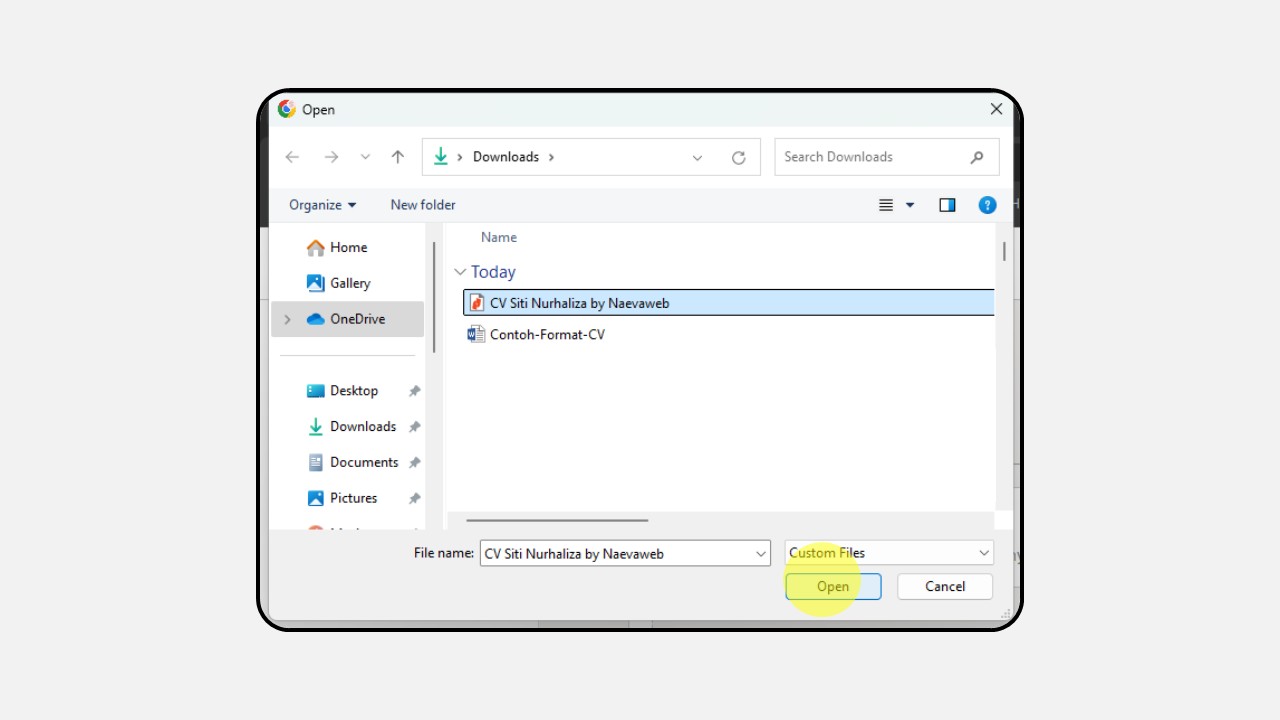 Open
Downloads
Search Downloads
Organize
New folder
Home
Gallery
OneDrive
Desktop
Downloads
Documents
Pictures
Name
Today
CV Siti Nurhaliza by Naevaweb
Contoh-Format-CV
File name: CV Siti Nurhaliza by Naevaweb
Custom Files
Open
Cancel